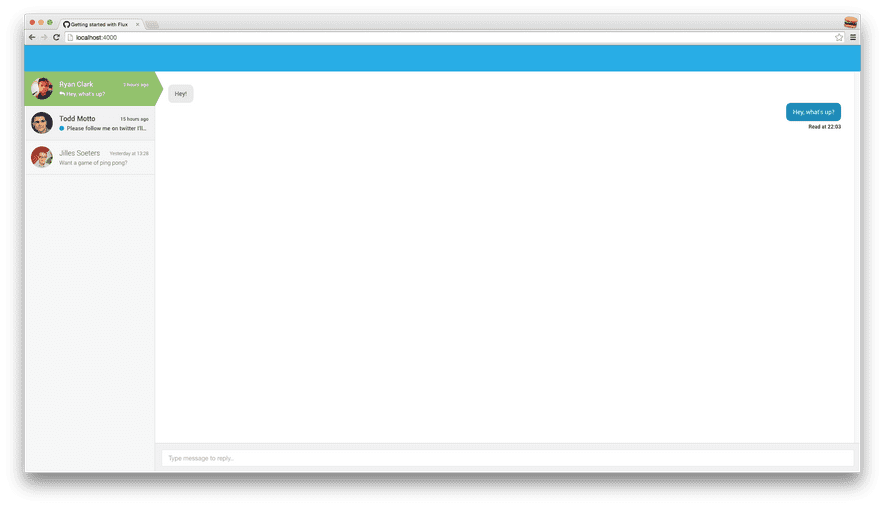 Getting started with Flux
localhost:4000
Ryan Clark
3 hours ago
Hey, what's up?
Todd Motto
15 hours ago
Please follow me on twitter I'll...
Jilles Soeters
Yesterday at 13:28
Want a game of ping pong?
Hey!
Hey, what's up?
Read at 22:03
Type message to reply..